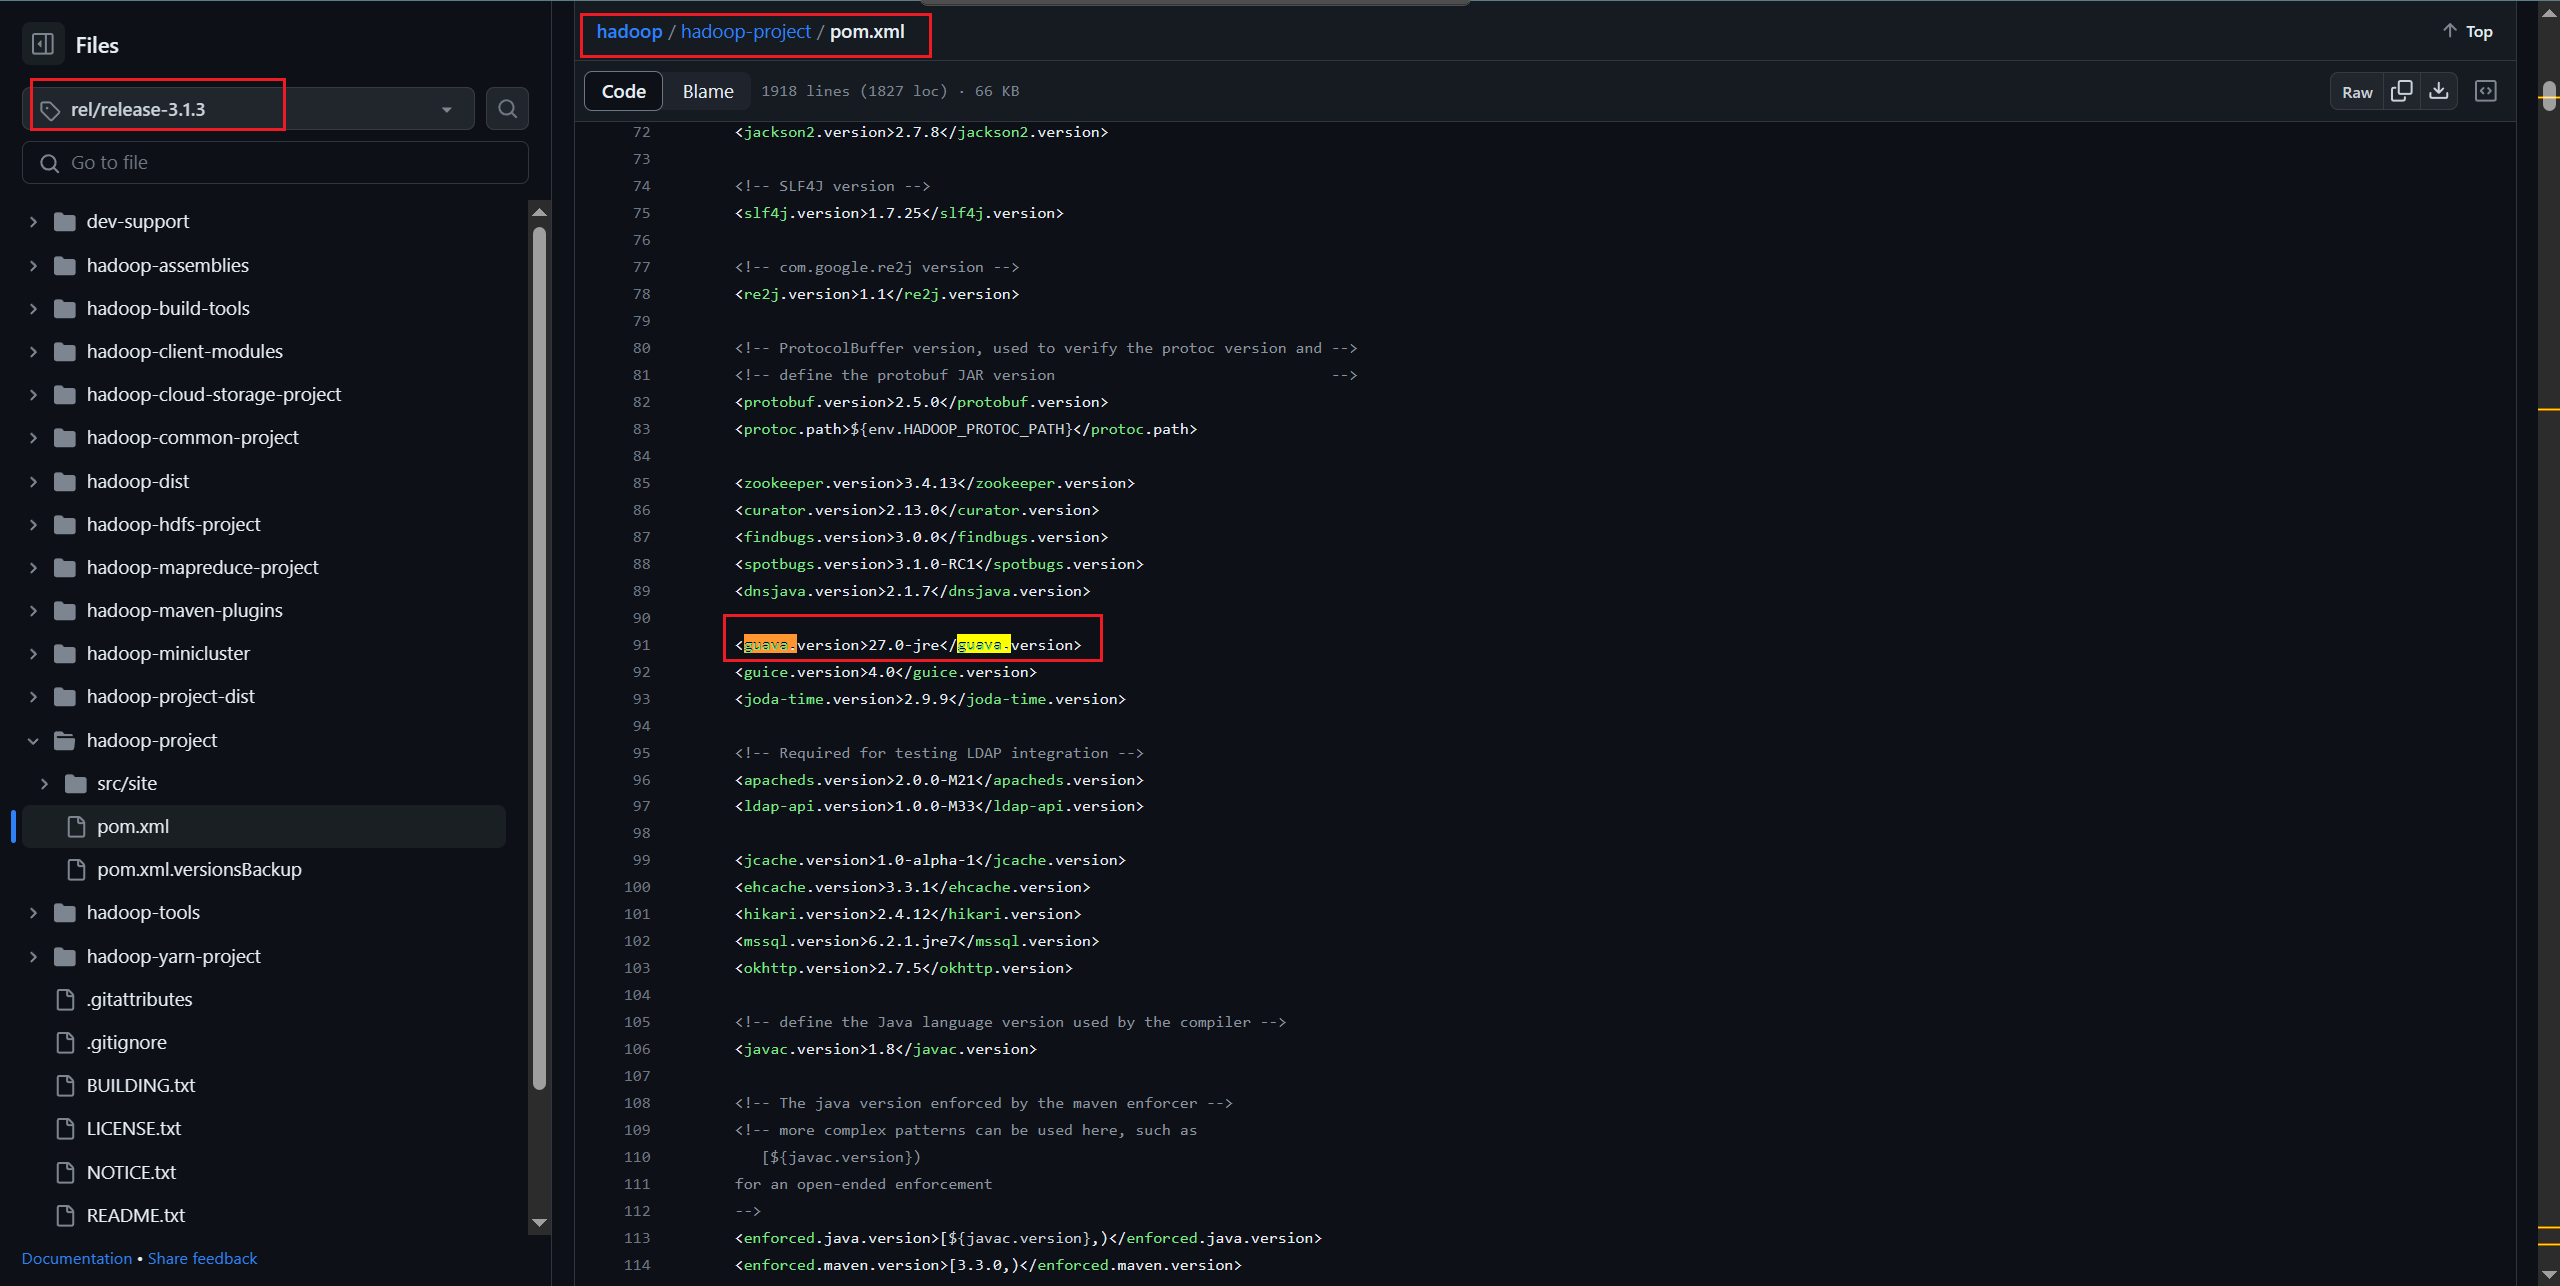 Files
rel/release-3.1.3
Go to file
dev-support
hadoop-assemblies
hadoop-build-tools
hadoop-client-modules
hadoop-cloud-storage-project
hadoop-common-project
hadoop-dist
hadoop-hdfs-project
hadoop-mapreduce-project
hadoop-maven-plugins
hadoop-minicluster
hadoop-project-dist
hadoop-project
src/site
pom.xml
pom.xml.versionsBackup
hadoop-tools
hadoop-yarn-project
.gitattributes
.gitignore
BUILDING.txt
LICENSE.txt
NOTICE.txt
README.txt
Documentation • Share feedback
hadoop / hadoop-project / pom.xml
Top
Code Blame 1918 lines (1827 loc) · 66 KB
Raw
72 <jackson2.version>2.7.8</jackson2.version>
73
74 <!-- SLF4J version -->
75 <slf4j.version>1.7.25</slf4j.version>
76
77 <!-- com.google.re2j version -->
78 <re2j.version>1.1</re2j.version>
79
80 <!-- ProtocolBuffer version, used to verify the protoc version and -->
81 <!-- define the protobuf JAR version -->
82 <protobuf.version>2.5.0</protobuf.version>
83 <protoc.path>${env.HADOOP_PROTOC_PATH}</protoc.path>
84
85 <zookeeper.version>3.4.13</zookeeper.version>
86 <curator.version>2.13.0</curator.version>
87 <findbugs.version>3.0.0</findbugs.version>
88 <spotbugs.version>3.1.0-RC1</spotbugs.version>
89 <dnsjava.version>2.1.7</dnsjava.version>
90
91 <guava.version>27.0-jre</guava.version>
92 <guice.version>4.0</guice.version>
93 <joda-time.version>2.9.9</joda-time.version>
94
95 <!-- Required for testing LDAP integration -->
96 <apacheds.version>2.0.0-M21</apacheds.version>
97 <ldap-api.version>1.0.0-M33</ldap-api.version>
98
99 <jcache.version>1.0-alpha-1</jcache.version>
100 <ehcache.version>3.3.1</ehcache.version>
101 <hikari.version>2.4.12</hikari.version>
102 <mssql.version>6.2.1.jre7</mssql.version>
103 <okhttp.version>2.7.5</okhttp.version>
104
105 <!-- define the Java language version used by the compiler -->
106 <javac.version>1.8</javac.version>
107
108 <!-- The java version enforced by the maven enforcer -->
109 <!-- more complex patterns can be used here, such as
110 [${javac.version})
111 for an open-ended enforcement
112 -->
113 <enforced.java.version>[${javac.version},)</enforced.java.version>
114 <enforced.maven.version>[3.3.0,)</enforced.maven.version>